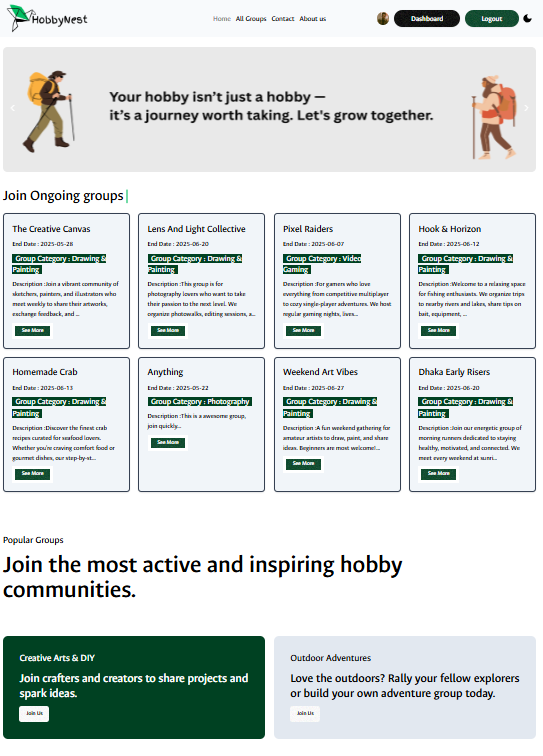 HobbyNest
Home All Groups Contact About us Dashboard Logout
Your hobby isn't just a hobby —
it's a journey worth taking. Let's grow together.
Join Ongoing groups
The Creative Canvas
End Date : 2025-05-28
Group Category : Drawing &
Painting
Description :Join a vibrant community of
sketchers, painters, and illustrators who
meet weekly to share their artworks,
exchange feedback, and ...
See More
Lens And Light Collective
End Date : 2025-06-20
Group Category : Drawing &
Painting
Description :This group is for
photography lovers who want to take
their passion to the next level. We
organize photowalks, editing sessions, a...
See More
Pixel Raiders
End Date : 2025-06-07
Group Category : Video
Gaming
Description :For gamers who love
everything from competitive multiplayer
to cozy single-player adventures. We host
regular gaming nights, lives...
See More
Hook & Horizon
End Date : 2025-06-12
Group Category : Drawing &
Painting
Description :Welcome to a relaxing space
for fishing enthusiasts. We organize trips
to nearby rivers and lakes, share tips on
bait, equipment, ...
See More
Homemade Crab
End Date : 2025-06-13
Group Category : Drawing &
Painting
Description :Discover the finest crab
recipes curated for seafood lovers.
Whether you're craving comfort food or
gourmet dishes, our step-by-st...
See More
Anything
End Date : 2025-05-22
Group Category : Photography
Description :This is a awesome group,
join quickly...
See More
Weekend Art Vibes
End Date : 2025-06-27
Group Category : Drawing &
Painting
Description :A fun weekend gathering for
amateur artists to draw, paint, and share
ideas. Beginners are most welcome!...
See More
Dhaka Early Risers
End Date : 2025-06-20
Group Category : Drawing &
Painting
Description :Join our energetic group of
morning runners dedicated to staying
healthy, motivated, and connected. We
meet every weekend at sunri...
See More
Popular Groups
Join the most active and inspiring hobby
communities.
Creative Arts & DIY
Join crafters and creators to share projects and
spark ideas.
Join Us
Outdoor Adventures
Love the outdoors? Rally your fellow explorers
or build your own adventure group today.
Join Us